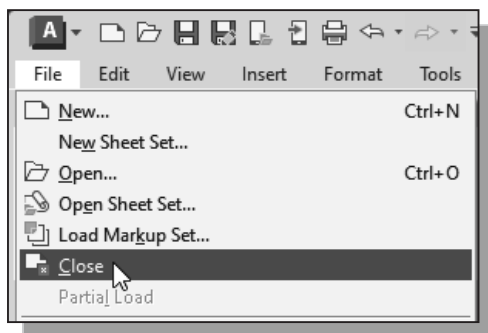 A
File Edit View Insert Format Tools
New... Ctrl+N
New Sheet Set...
Open... Ctrl+O
Open Sheet Set...
Load Markup Set...
Close
Partial Load